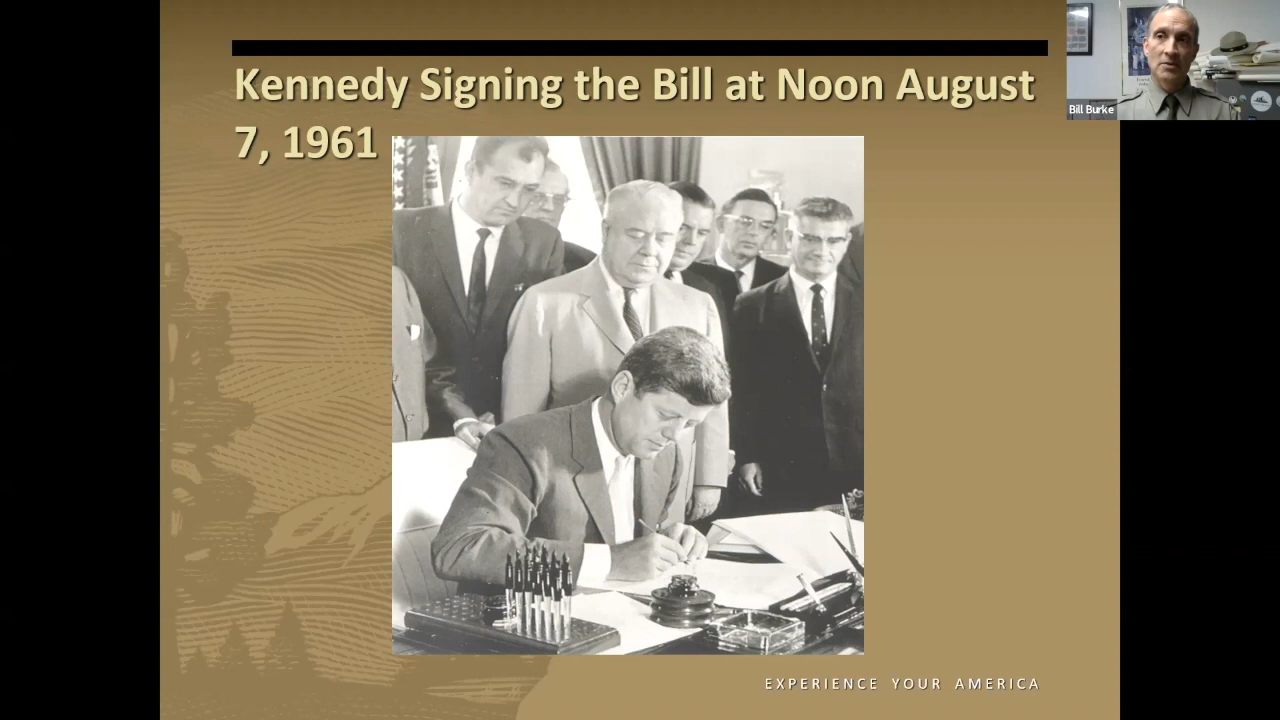 Kennedy Signing the Bill at Noon August
7, 1961
Bill Burke
EXPERIENCE YOUR AMERICA